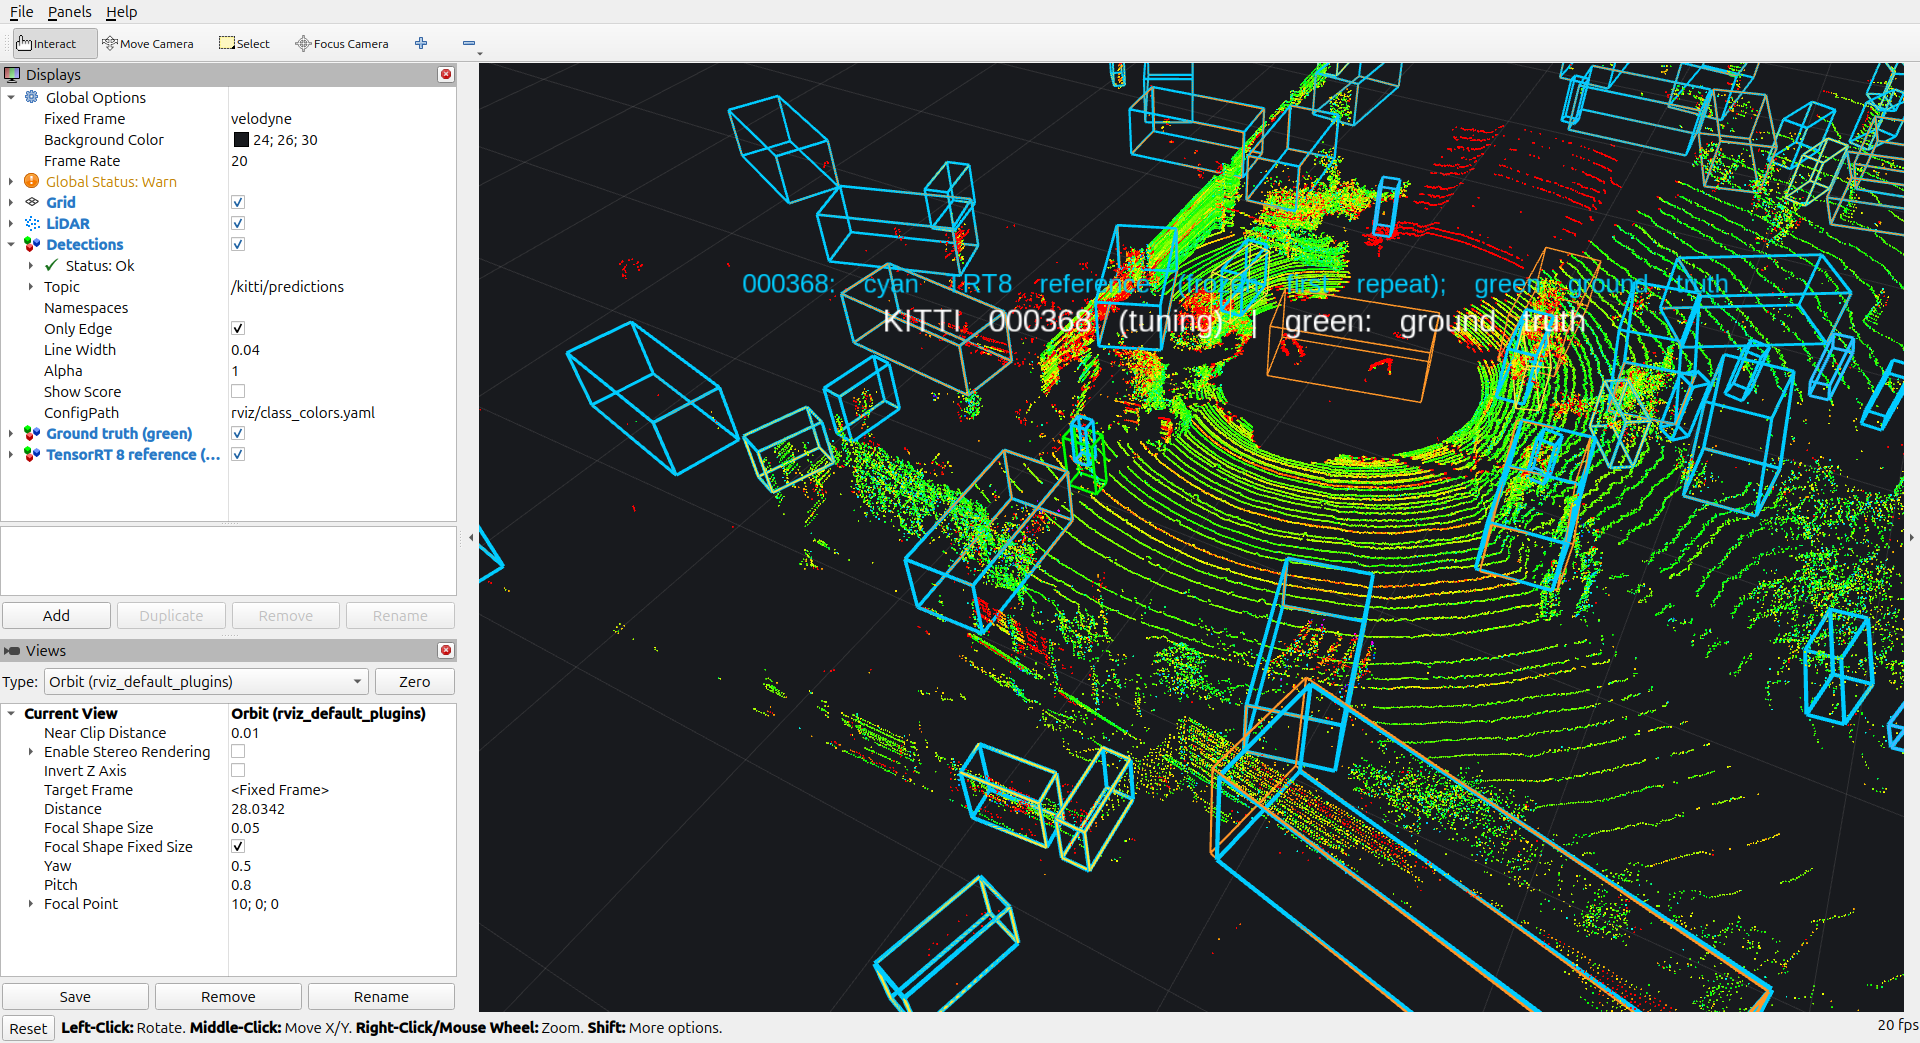 File Panels Help
Interact Move Camera Select Focus Camera
Displays
Global Options
Fixed Frame velodyne
Background Color 24; 26; 30
Frame Rate 20
Global Status: Warn
Grid
LiDAR
Detections
Status: Ok
Topic /kitti/predictions
Namespaces
Only Edge
Line Width 0.04
Alpha 1
Show Score
ConfigPath rviz/class_colors.yaml
Ground truth (green)
TensorRT 8 reference (...
Add Duplicate Remove Rename
Views
Type: Orbit (rviz_default_plugins) Zero
Current View Orbit (rviz_default_plugins)
Near Clip Distance 0.01
Enable Stereo Rendering
Invert Z Axis
Target Frame <Fixed Frame>
Distance 28.0342
Focal Shape Size 0.05
Focal Shape Fixed Size
Yaw 0.5
Pitch 0.8
Focal Point 10; 0; 0
Save Remove Rename
Reset Left-Click: Rotate. Middle-Click: Move X/Y. Right-Click/Mouse Wheel: Zoom. Shift: More options.
20 fps
000368: cyan TRT8 reference first repeat); green: ground truth
KITTI 000368 (tuning) | green: ground truth